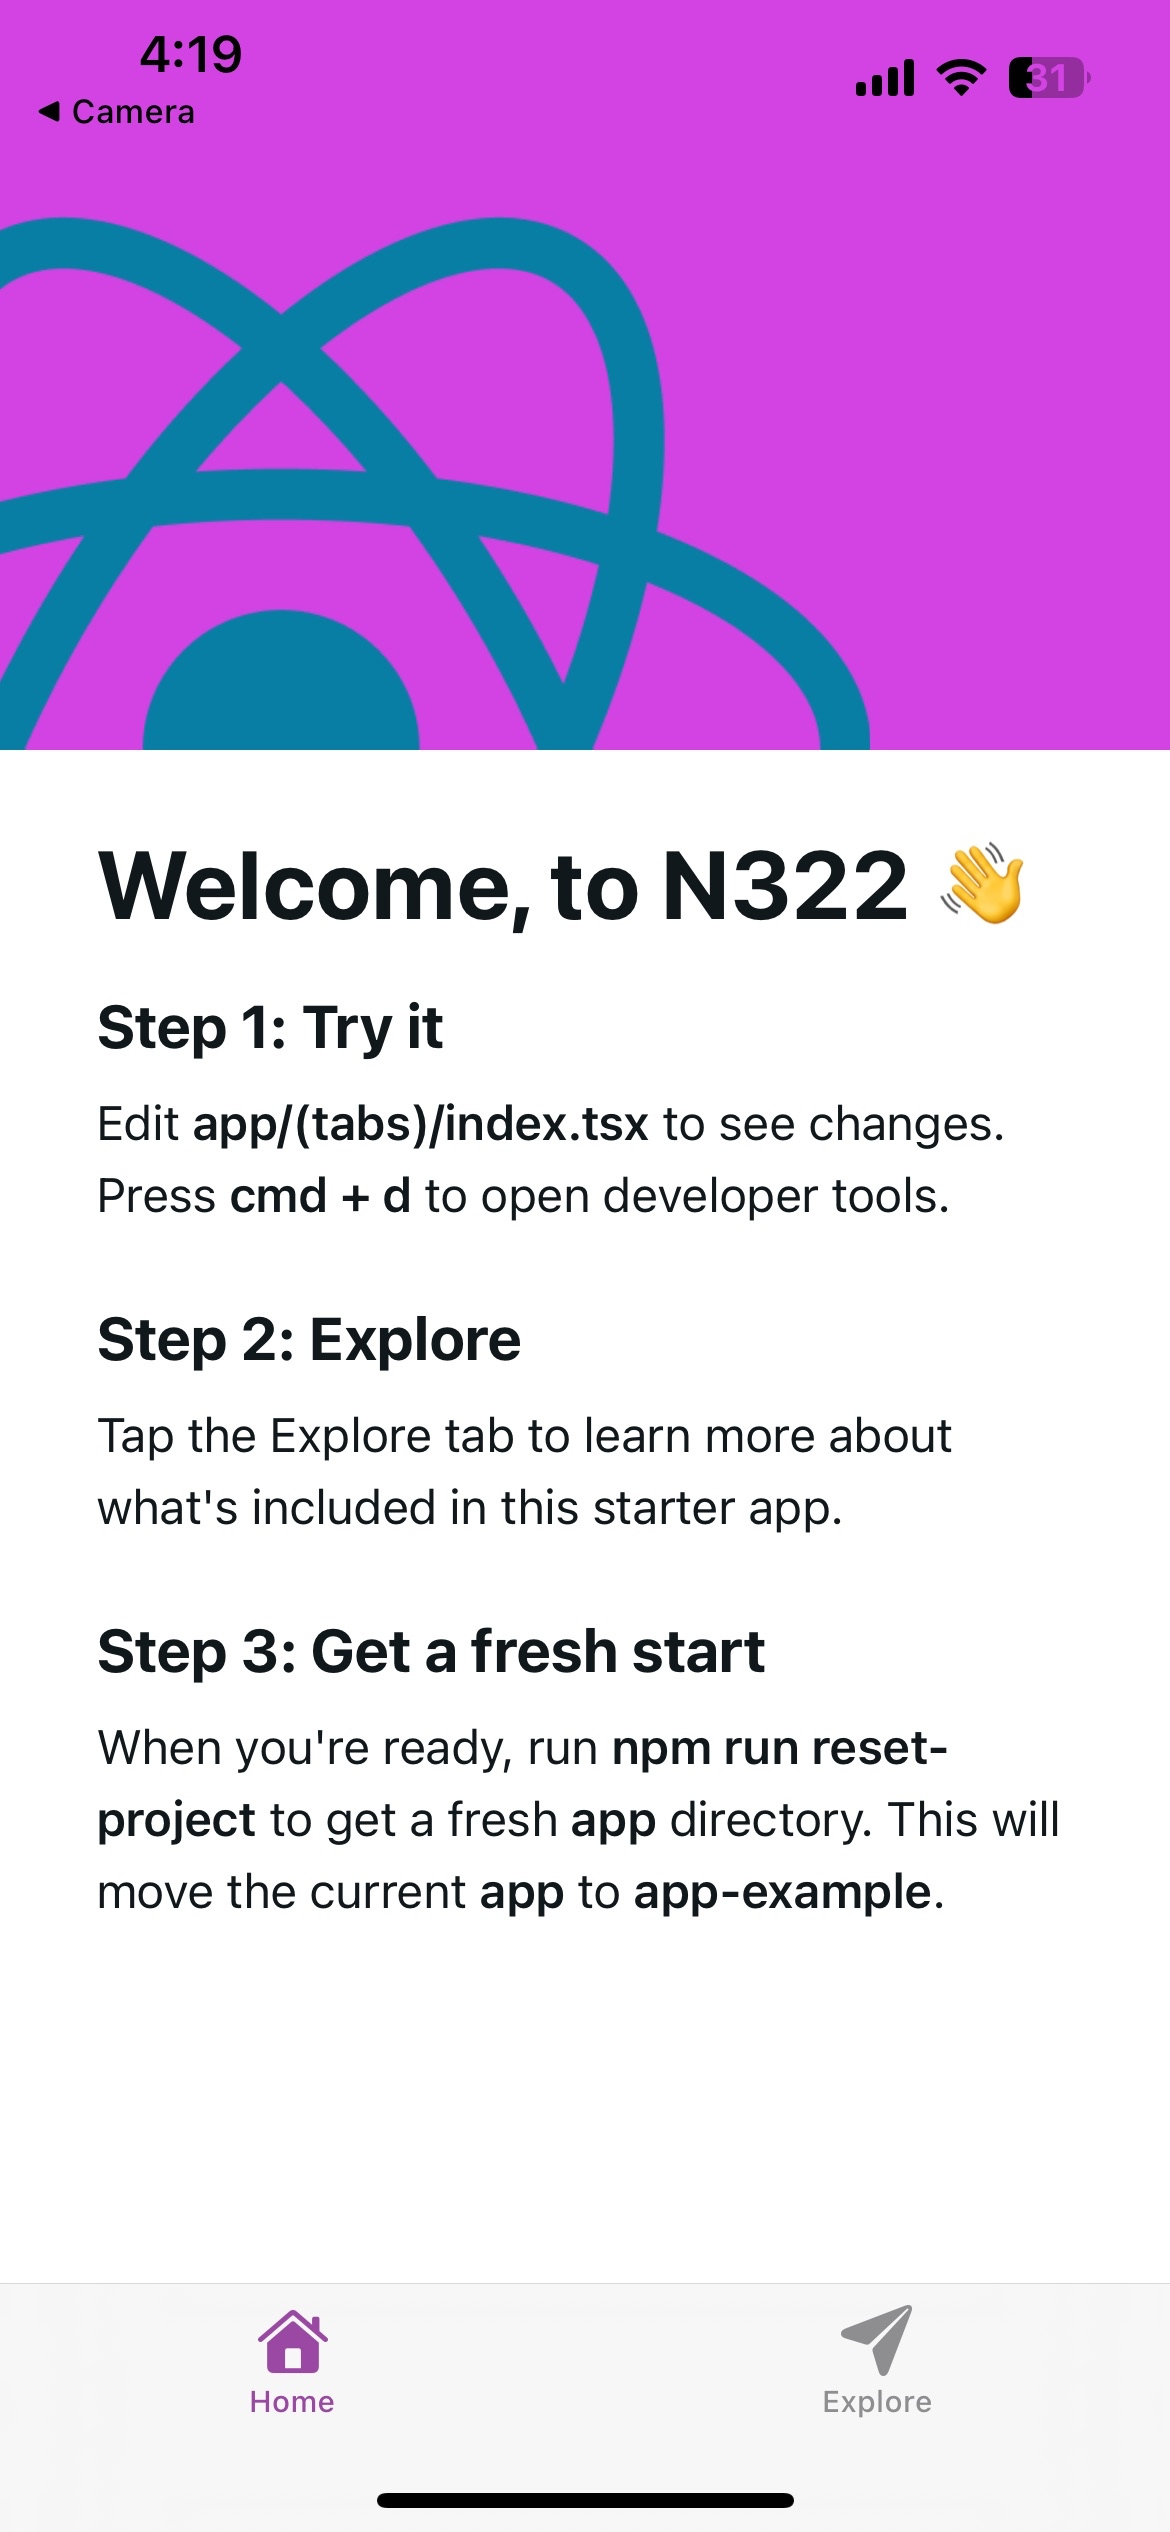 4:19
31
◀ Camera
Welcome, to N322 👋
Step 1: Try it
Edit app/(tabs)/index.tsx to see changes.
Press cmd + d to open developer tools.
Step 2: Explore
Tap the Explore tab to learn more about
what's included in this starter app.
Step 3: Get a fresh start
When you're ready, run npm run reset-
project to get a fresh app directory. This will
move the current app to app-example.
Home
Explore